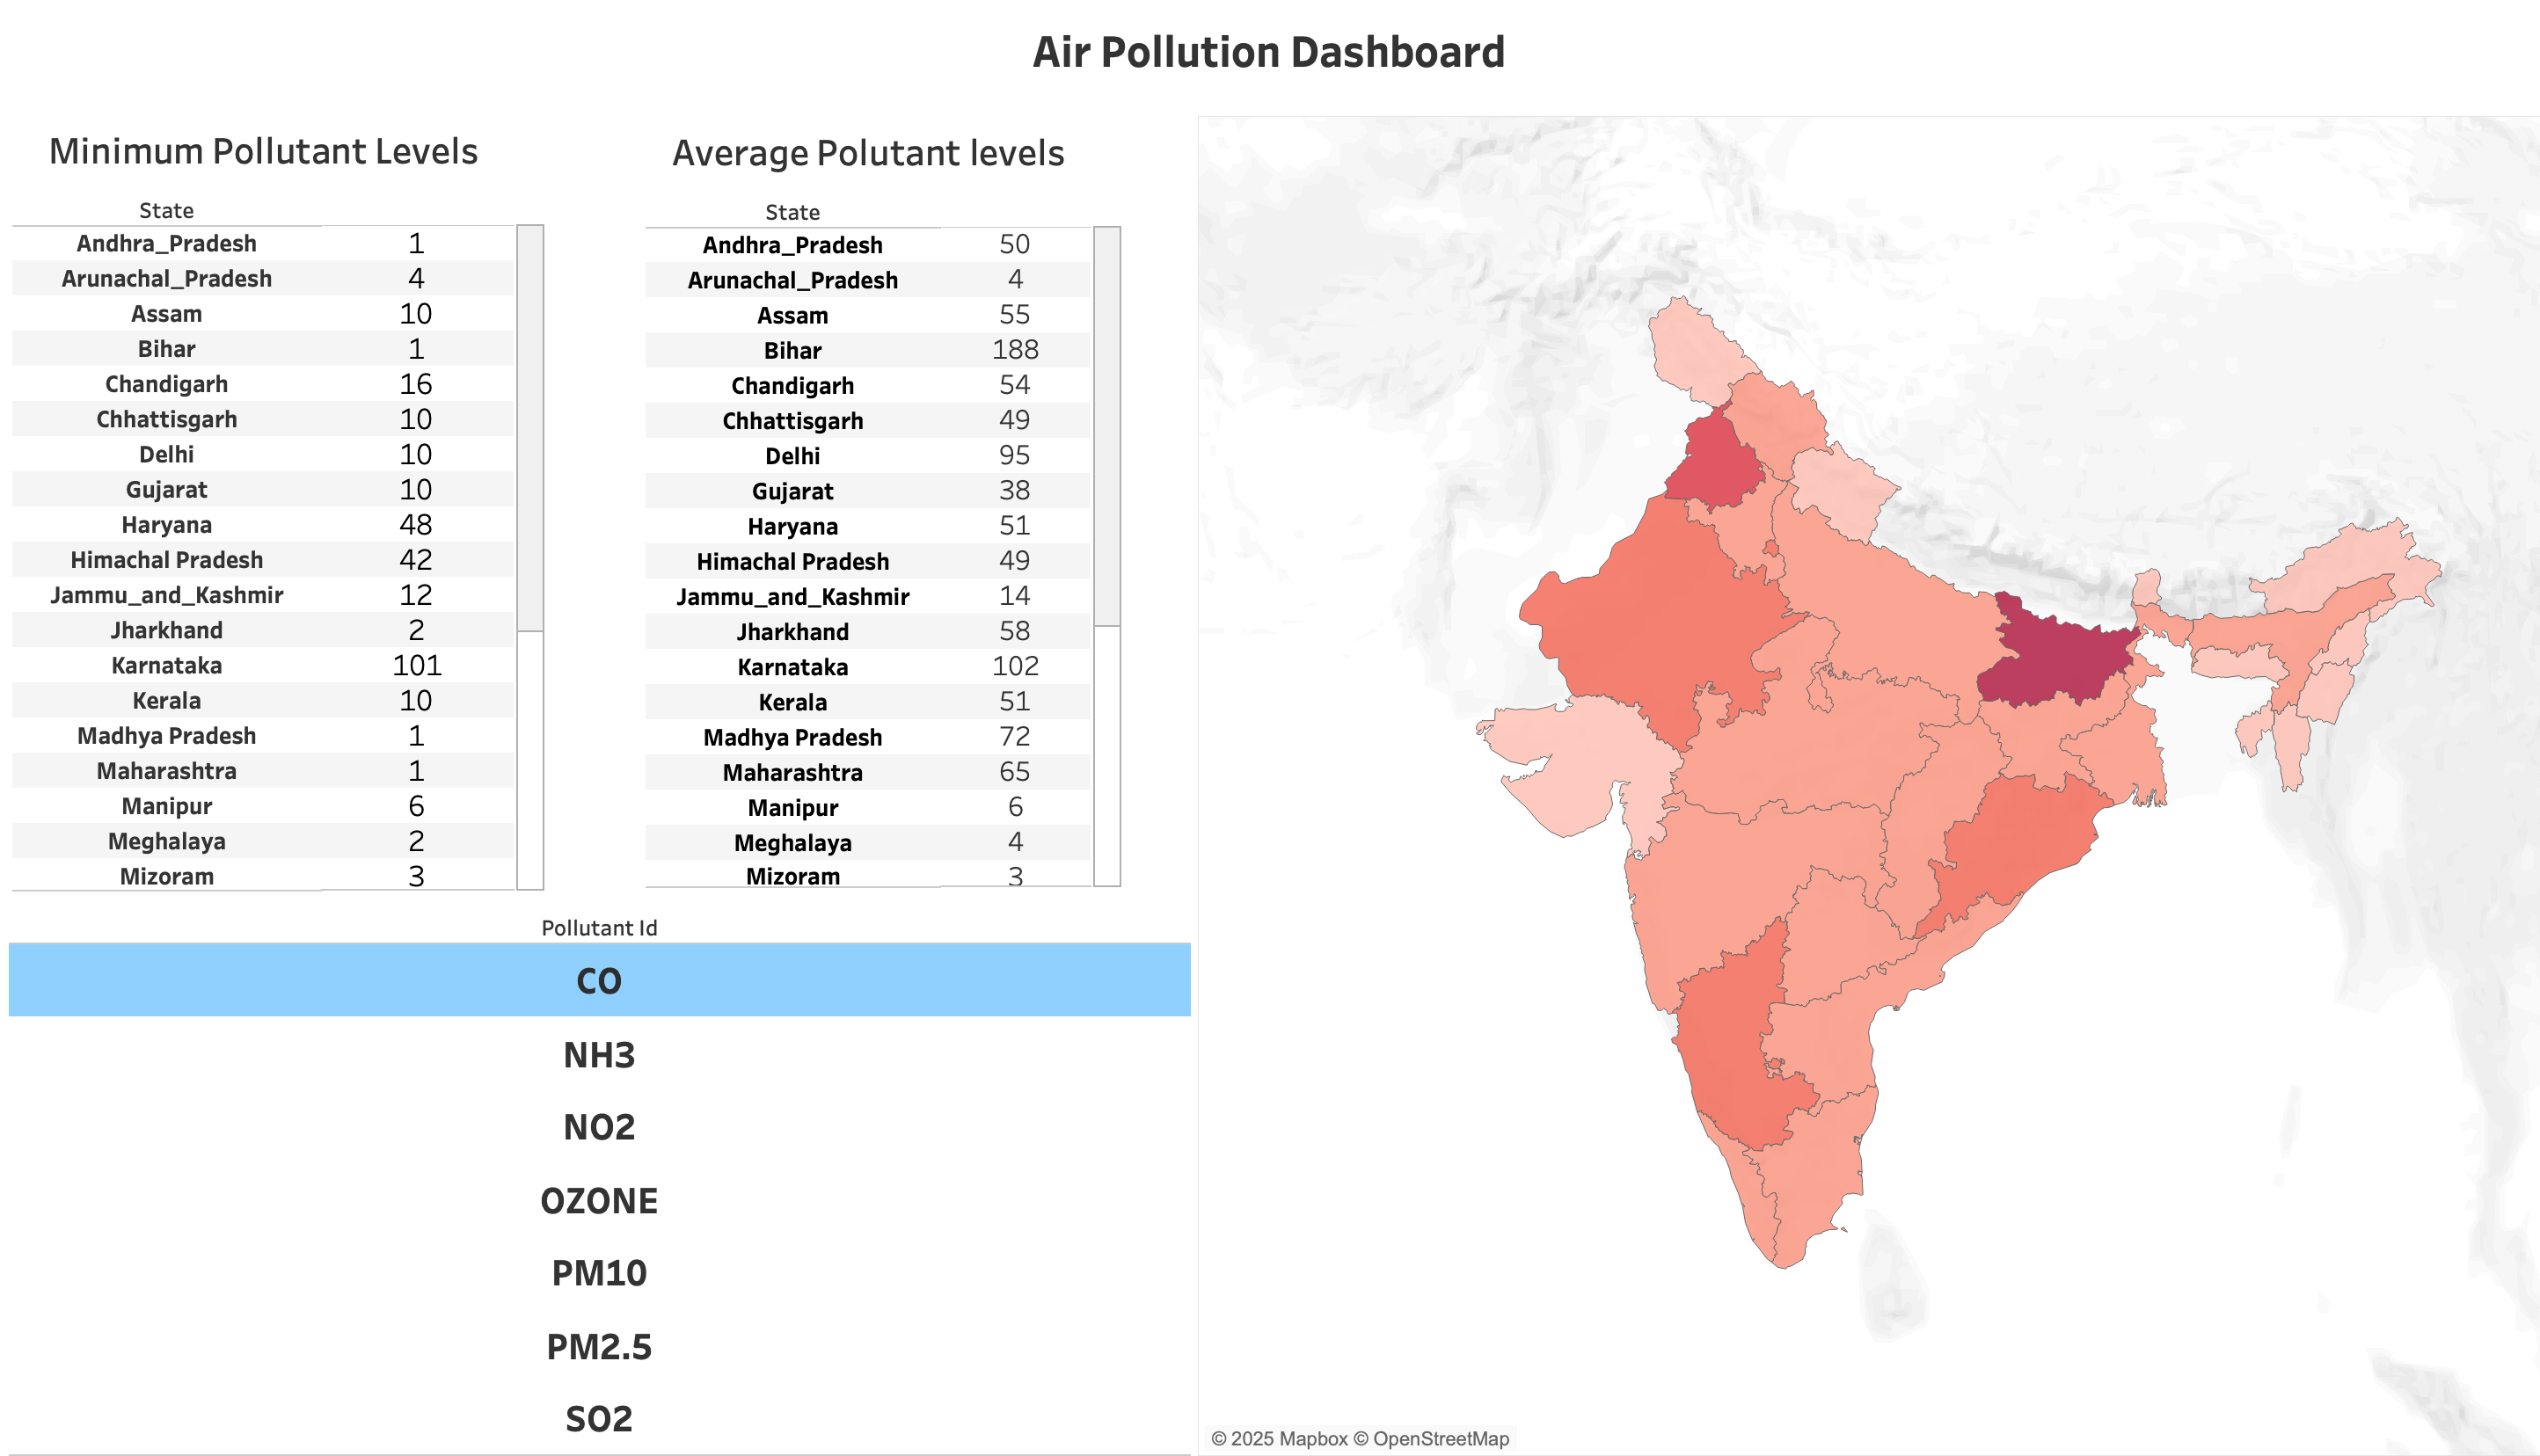 Air Pollution Dashboard
Minimum Pollutant Levels
State
Andhra_Pradesh 1
Arunachal_Pradesh 4
Assam 10
Bihar 1
Chandigarh 16
Chhattisgarh 10
Delhi 10
Gujarat 10
Haryana 48
Himachal Pradesh 42
Jammu_and_Kashmir 12
Jharkhand 2
Karnataka 101
Kerala 10
Madhya Pradesh 1
Maharashtra 1
Manipur 6
Meghalaya 2
Mizoram 3
Average Polutant levels
State
Andhra_Pradesh 50
Arunachal_Pradesh 4
Assam 55
Bihar 188
Chandigarh 54
Chhattisgarh 49
Delhi 95
Gujarat 38
Haryana 51
Himachal Pradesh 49
Jammu_and_Kashmir 14
Jharkhand 58
Karnataka 102
Kerala 51
Madhya Pradesh 72
Maharashtra 65
Manipur 6
Meghalaya 4
Mizoram 3
Pollutant Id
CO
NH3
NO2
OZONE
PM10
PM2.5
SO2
© 2025 Mapbox © OpenStreetMap